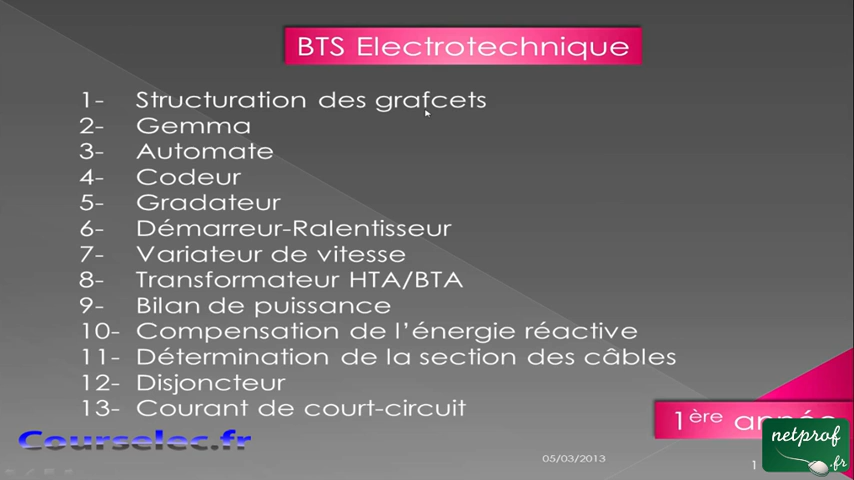 BTS Electrotechnique
1- Structuration des grafcets
2- Gemma
3- Automate
4- Codeur
5- Gradateur
6- Démarreur-Ralentisseur
7- Variateur de vitesse
8- Transformateur HTA/BTA
9- Bilan de puissance
10- Compensation de l’énergie réactive
11- Détermination de la section des câbles
12- Disjoncteur
13- Courant de court-circuit
1ère année
Courselec.fr
05/03/2013
1
netprof
.fr